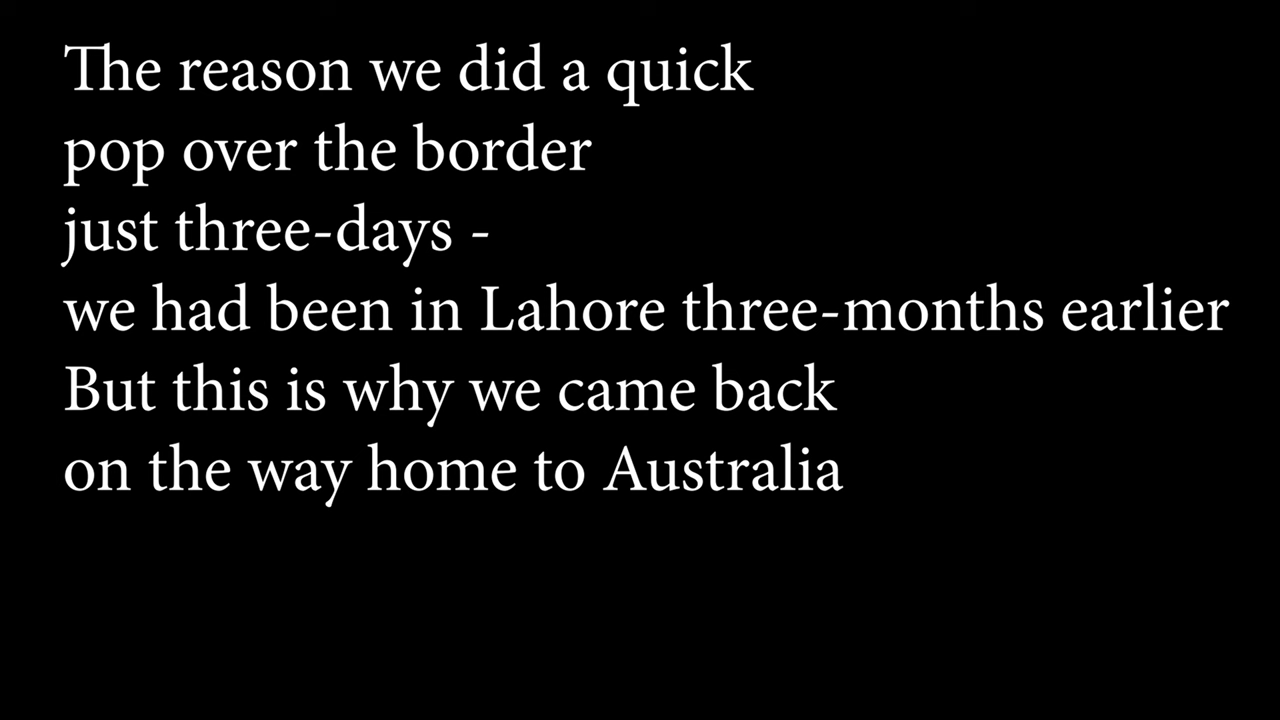 The reason we did a quick
pop over the border
just three-days -
we had been in Lahore three-months earlier
But this is why we came back
on the way home to Australia